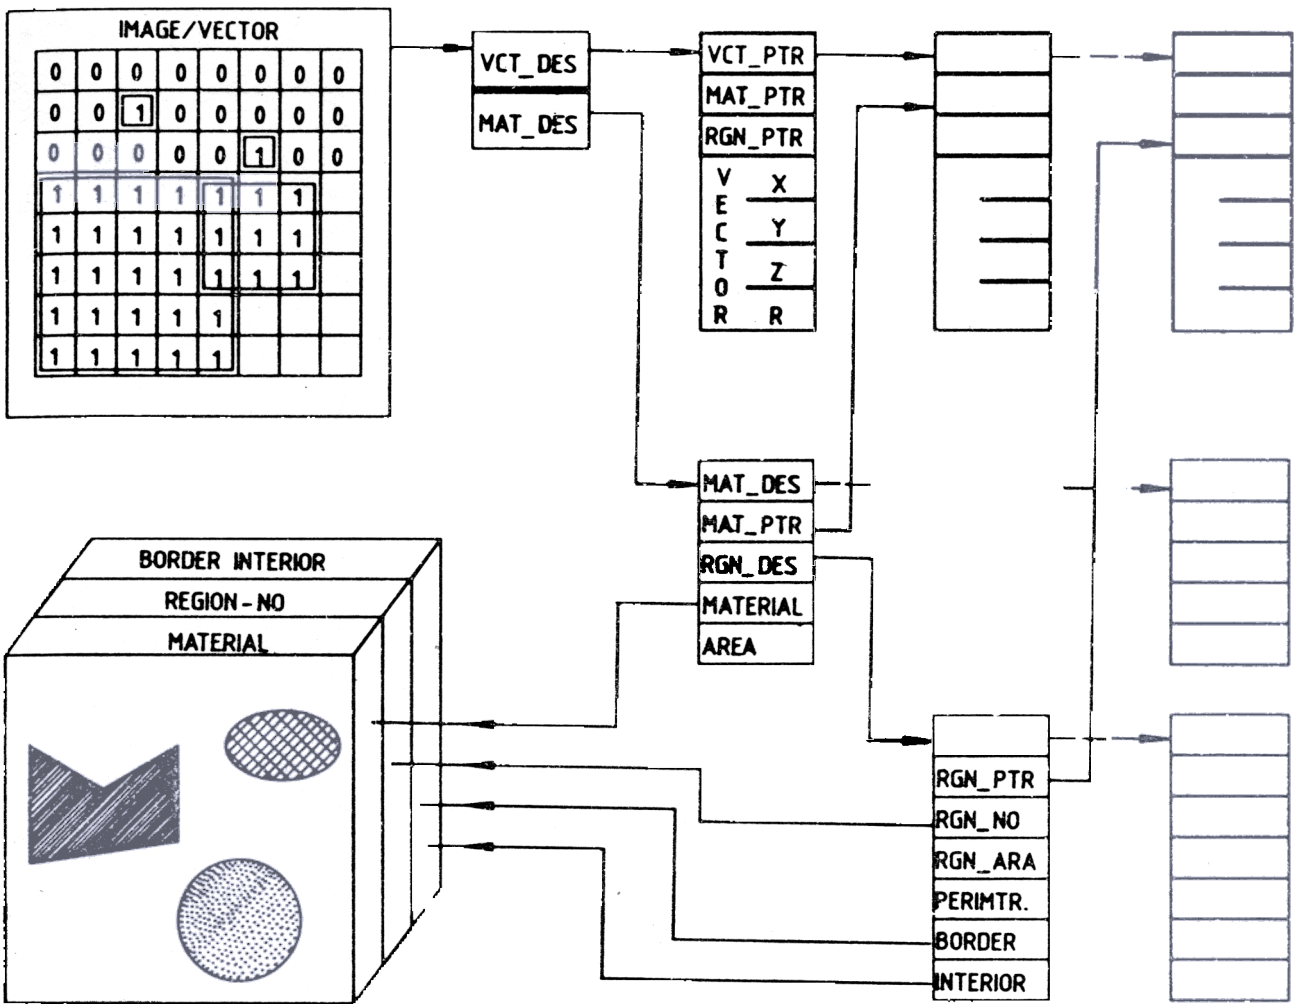 IMAGE/VECTOR
0 0 0 0 0 0 0 0
0 0 1 0 0 0 0 0
0 0 0 0 0 1 0 0
1 1 1 1 1 1 1
1 1 1 1 1 1 1
1 1 1 1 1 1 1
1 1 1 1 1
1 1 1 1 1
VCT_DES
MAT_DES
VCT_PTR
MAT_PTR
RGN_PTR
VECTOR
X
Y
Z
R
MAT_DES
MAT_PTR
RGN_DES
MATERIAL
AREA
BORDER INTERIOR
REGION-NO
MATERIAL
RGN_PTR
RGN_NO
RGN_ARA
PERIMTR.
BORDER
INTERIOR